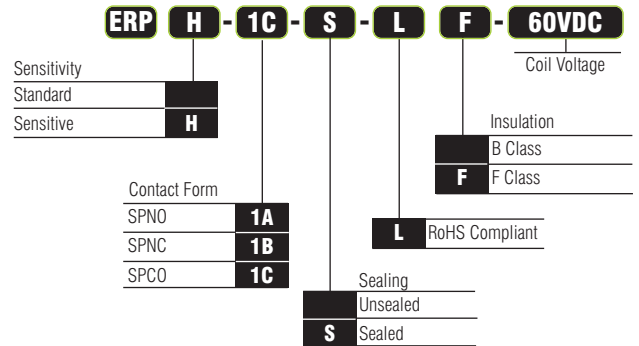 ERP H - 1C - S - L F - 60VDC
Coil Voltage
Sensitivity
Standard
Sensitive H
Insulation
B Class
F F Class
Contact Form
SPNO 1A
SPNC 1B
SPCO 1C
L RoHS Compliant
Sealing
Unsealed
S Sealed